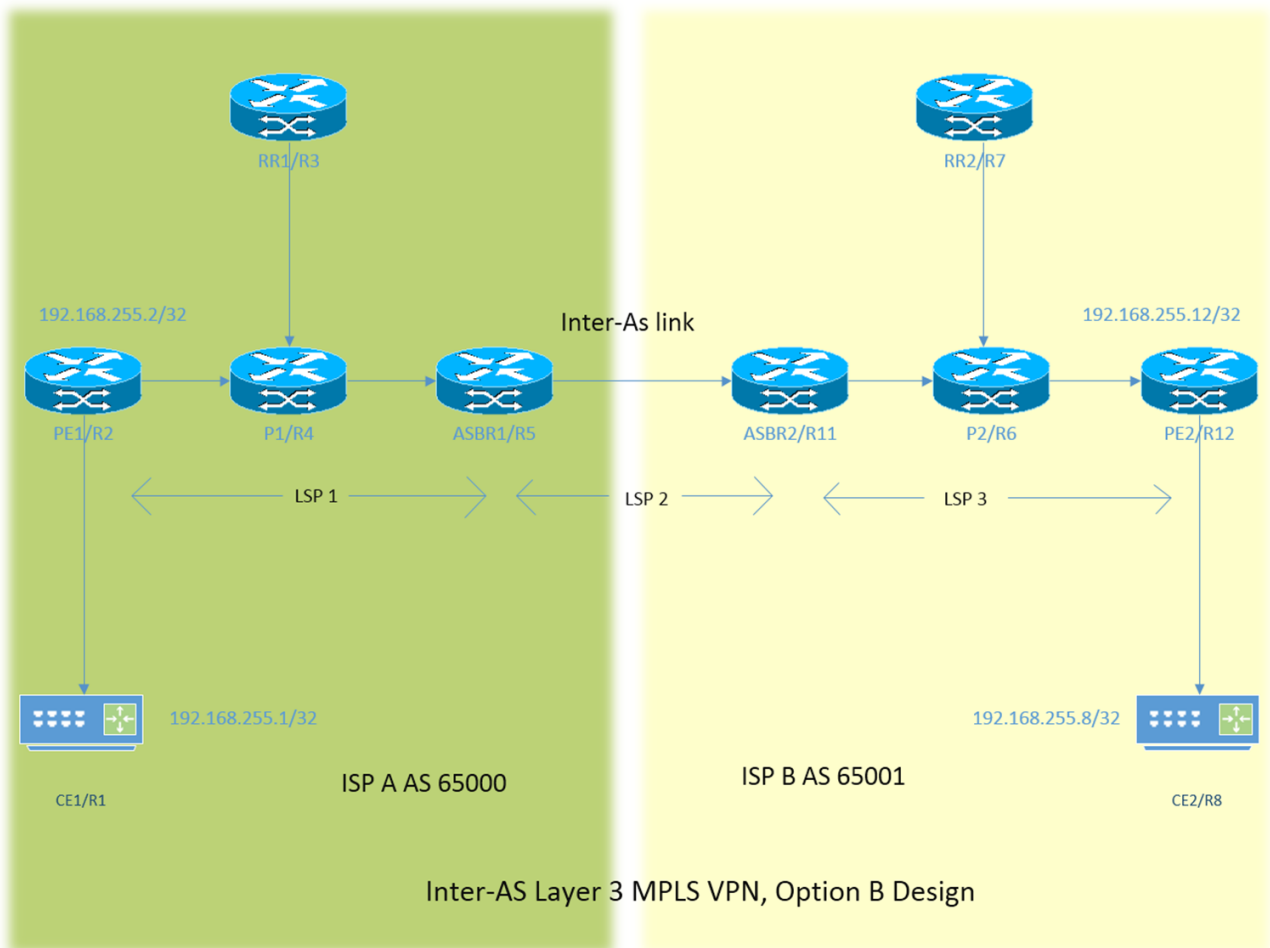 RR1/R3
RR2/R7
192.168.255.2/32
Inter-As link
192.168.255.12/32
PE1/R2
P1/R4
ASBR1/R5
ASBR2/R11
P2/R6
PE2/R12
LSP 1
LSP 2
LSP 3
192.168.255.1/32
192.168.255.8/32
ISP A AS 65000
ISP B AS 65001
CE1/R1
CE2/R8
Inter-AS Layer 3 MPLS VPN, Option B Design